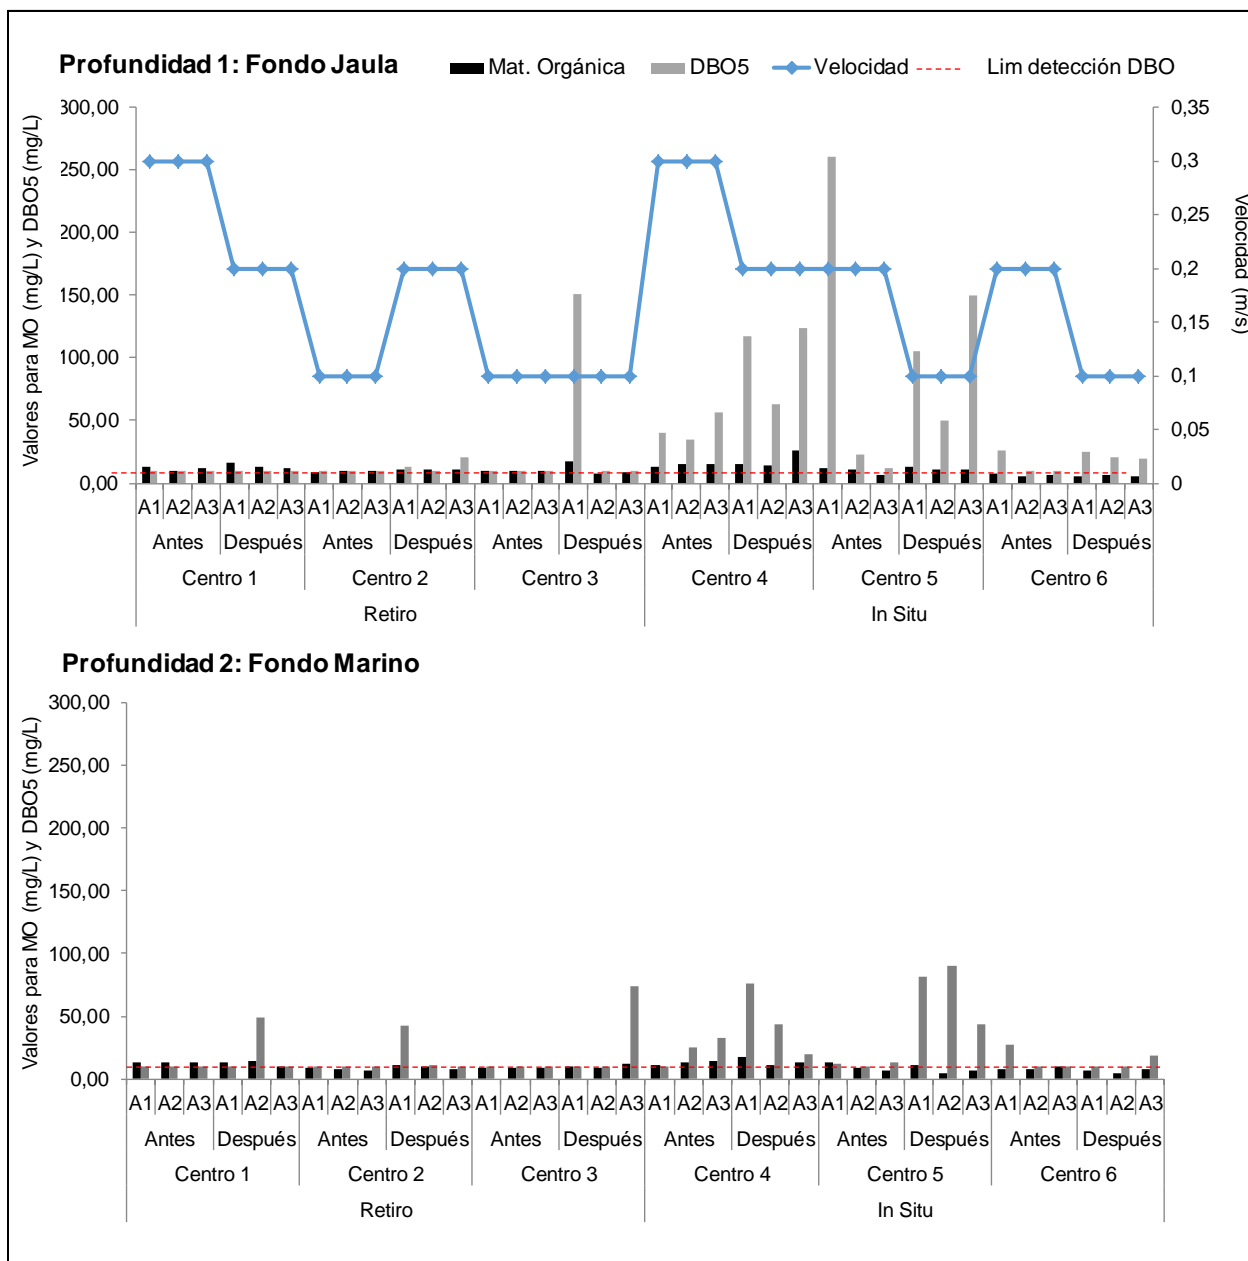 Profundidad 1: Fondo Jaula
Mat. Orgánica DBO5 Velocidad Lim detección DBO
Valores para MO (mg/L) y DBO5 (mg/L)
300,00
250,00
200,00
150,00
100,00
50,00
0,00
0,35
0,3
0,25
0,2
0,15
0,1
0,05
0
Velocidad (m/s)
A1 A2 A3 A1 A2 A3 A1 A2 A3 A1 A2 A3 A1 A2 A3 A1 A2 A3 A1 A2 A3 A1 A2 A3 A1 A2 A3 A1 A2 A3 A1 A2 A3 A1 A2 A3
Antes Después Antes Después Antes Después Antes Después Antes Después Antes Después
Centro 1 Centro 2 Centro 3 Centro 4 Centro 5 Centro 6
Retiro In Situ
Profundidad 2: Fondo Marino
Valores para MO (mg/L) y DBO5 (mg/L)
300,00
250,00
200,00
150,00
100,00
50,00
0,00
A1 A2 A3 A1 A2 A3 A1 A2 A3 A1 A2 A3 A1 A2 A3 A1 A2 A3 A1 A2 A3 A1 A2 A3 A1 A2 A3 A1 A2 A3 A1 A2 A3 A1 A2 A3
Antes Después Antes Después Antes Después Antes Después Antes Después Antes Después
Centro 1 Centro 2 Centro 3 Centro 4 Centro 5 Centro 6
Retiro In Situ